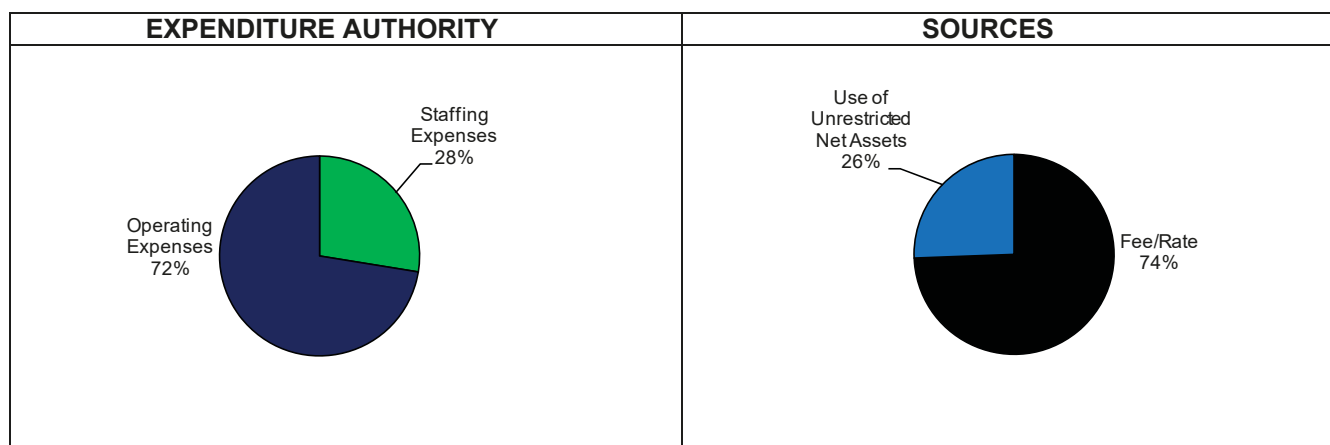 EXPENDITURE AUTHORITY
SOURCES
Staffing
Expenses
28%
Operating
Expenses
72%
Use of
Unrestricted
Net Assets
26%
Fee/Rate
74%